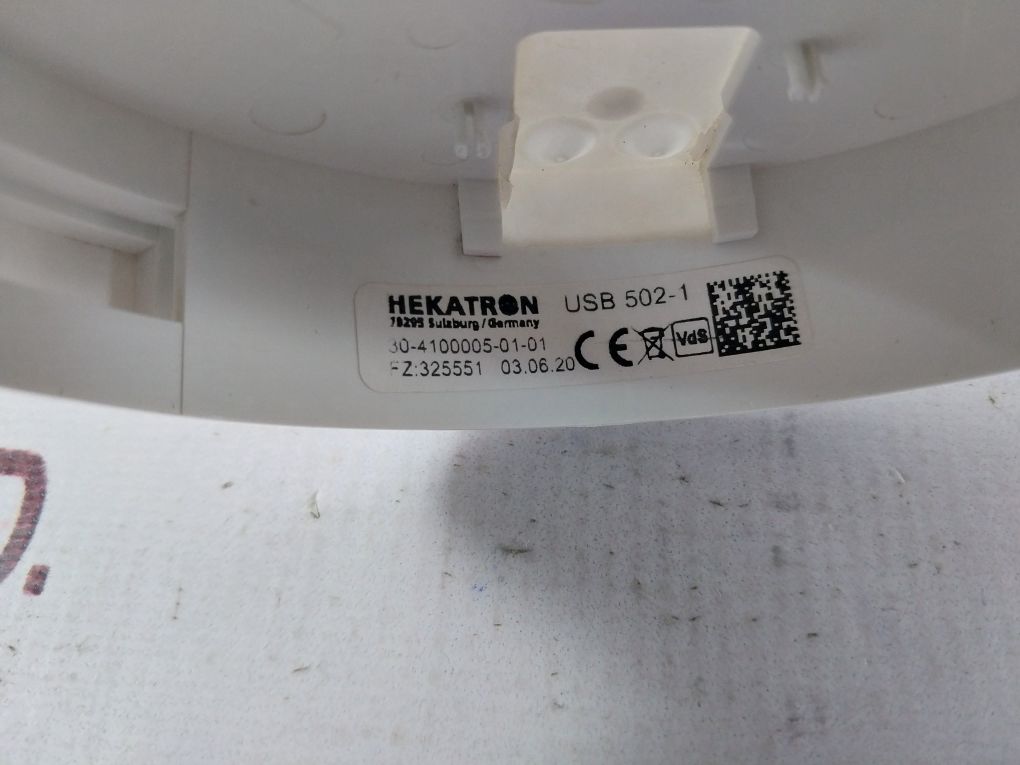 HEKATRON USB 502-1
79295 Sulzburg/Germany
30-4100005-01-01
FZ:325551 03.06.20 CE VdS